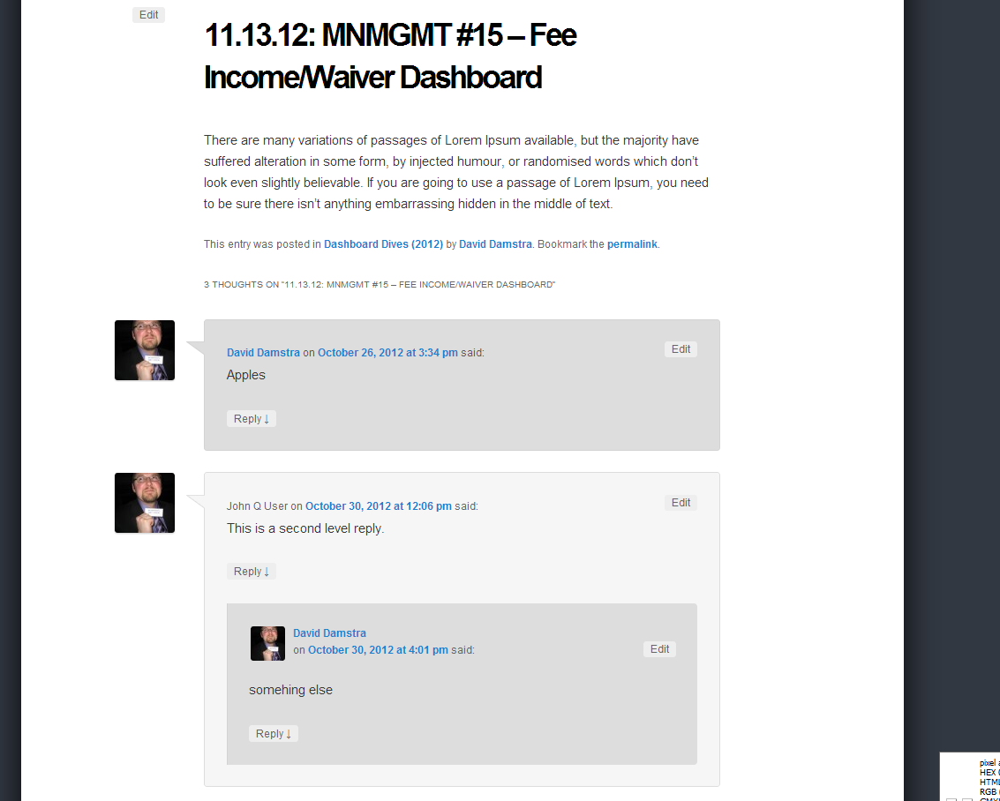 Edit
11.13.12: MNMGMT #15 – Fee
Income/Waiver Dashboard
There are many variations of passages of Lorem Ipsum available, but the majority have
suffered alteration in some form, by injected humour, or randomised words which don’t
look even slightly believable. If you are going to use a passage of Lorem Ipsum, you need
to be sure there isn’t anything embarrassing hidden in the middle of text.
This entry was posted in Dashboard Dives (2012) by David Damstra. Bookmark the permalink.
3 THOUGHTS ON “11.13.12: MNMGMT #15 – FEE INCOME/WAIVER DASHBOARD”
David Damstra on October 26, 2012 at 3:34 pm said:
Edit
Apples
Reply ↓
John Q User on October 30, 2012 at 12:06 pm said:
Edit
This is a second level reply.
Reply ↓
David Damstra
on October 30, 2012 at 4:01 pm said:
Edit
somehing else
Reply ↓
pixel
HEX
HTML
RGB